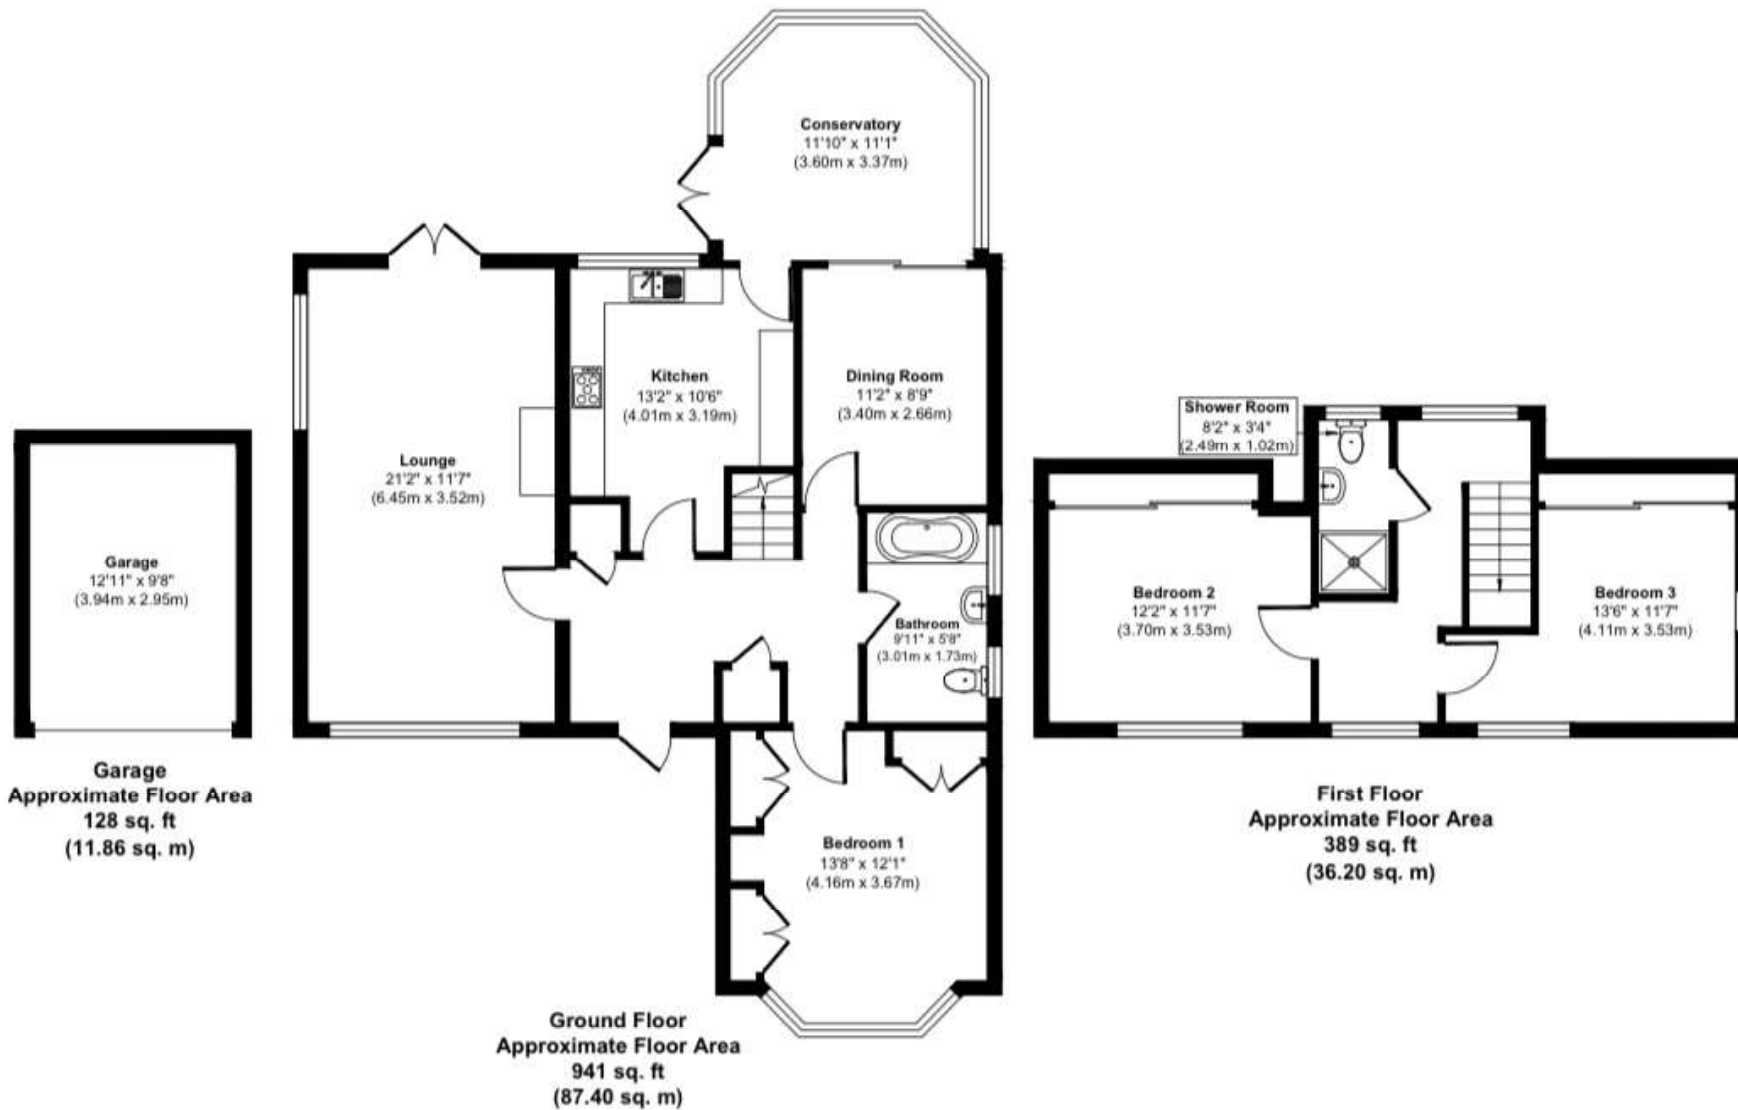 Conservatory
11'10" x 11'1"
(3.60m x 3.37m)
Kitchen
13'2" x 10'6"
(4.01m x 3.19m)
Dining Room
11'2" x 8'9"
(3.40m x 2.66m)
Lounge
21'2" x 11'7"
(6.45m x 3.52m)
Garage
12'11" x 9'8"
(3.94m x 2.95m)
Bathroom
9'11" x 5'8"
(3.01m x 1.73m)
Bedroom 1
13'8" x 12'1"
(4.16m x 3.67m)
Shower Room
8'2" x 3'4"
(2.49m x 1.02m)
Bedroom 2
12'2" x 11'7"
(3.70m x 3.53m)
Bedroom 3
13'6" x 11'7"
(4.11m x 3.53m)
Garage
Approximate Floor Area
128 sq. ft
(11.86 sq. m)
Ground Floor
Approximate Floor Area
941 sq. ft
(87.40 sq. m)
First Floor
Approximate Floor Area
389 sq. ft
(36.20 sq. m)